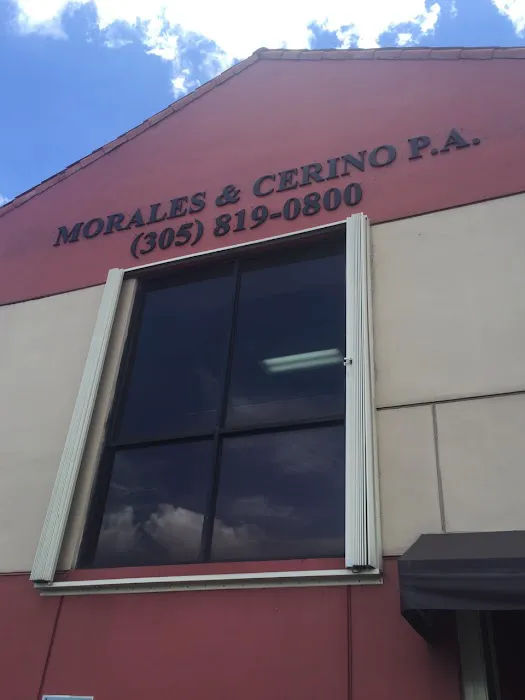 MORALES & CERINO P.A.
(305) 819-0800